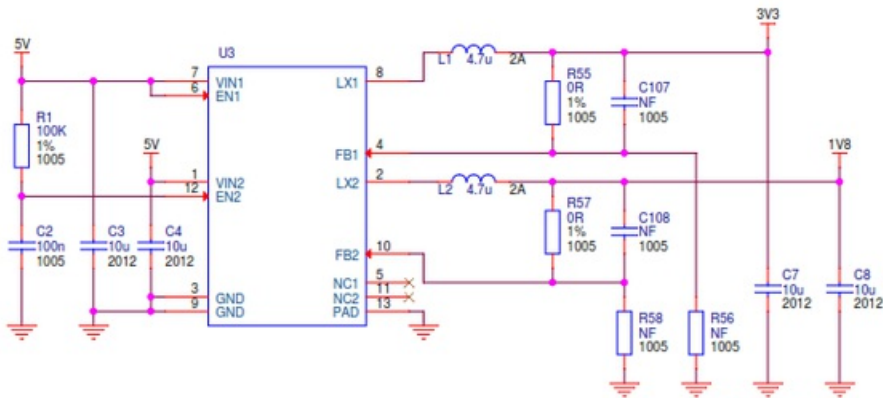 5V
R1
100K
1%
1005
C2
100n
1005
C3
10u
2012
5V
C4
10u
2012
U3
7
VIN1
6
EN1
1
VIN2
12
EN2
3
GND
9
GND
LX1
8
FB1
4
LX2
2
FB2
10
NC1
5
NC2
11
PAD
13
L1
4.7u
2A
R55
0R
1%
1005
C107
NF
1005
L2
4.7u
2A
R57
0R
1%
1005
C108
NF
1005
R58
NF
1005
R56
NF
1005
3V3
C7
10u
2012
1V8
C8
10u
2012